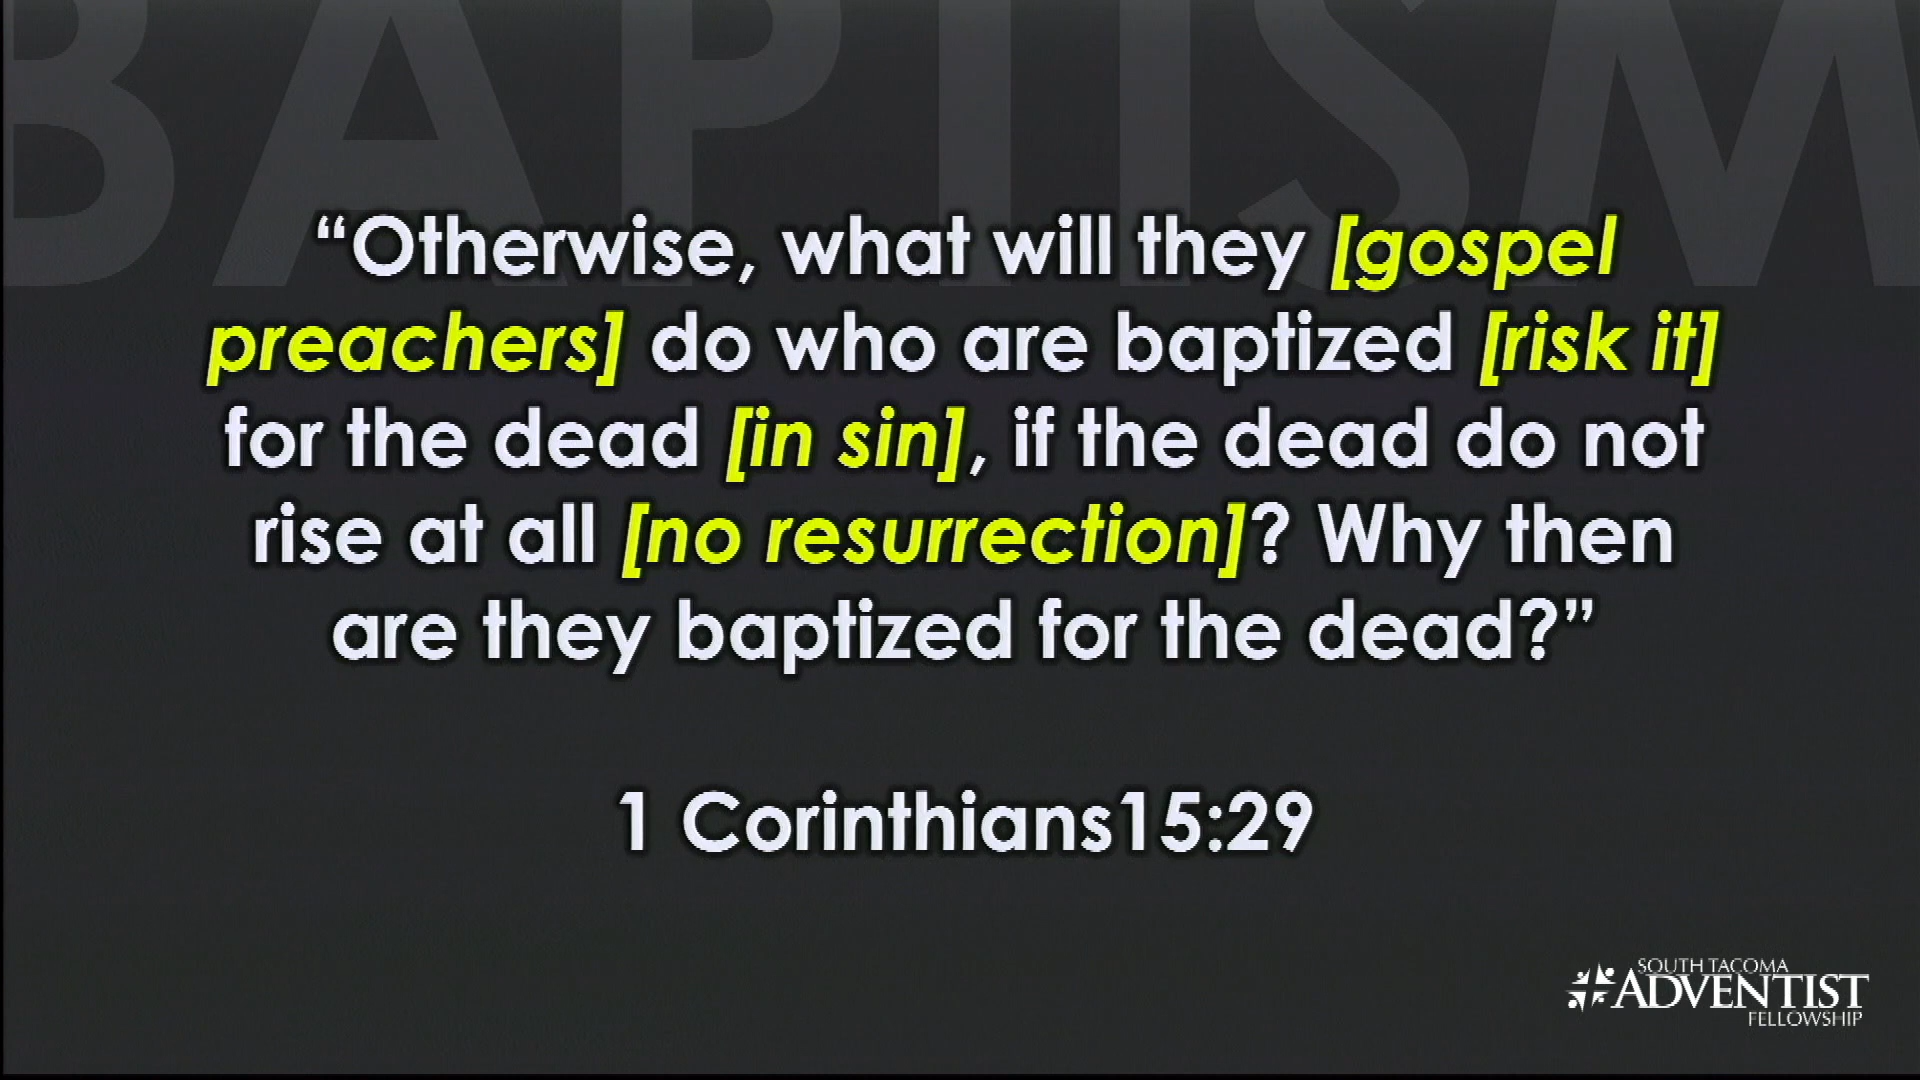 BAPTISM
“Otherwise, what will they [gospel
preachers] do who are baptized [risk it]
for the dead [in sin], if the dead do not
rise at all [no resurrection]? Why then
are they baptized for the dead?”
1 Corinthians15:29
SOUTH TACOMA
ADVENTIST
FELLOWSHIP